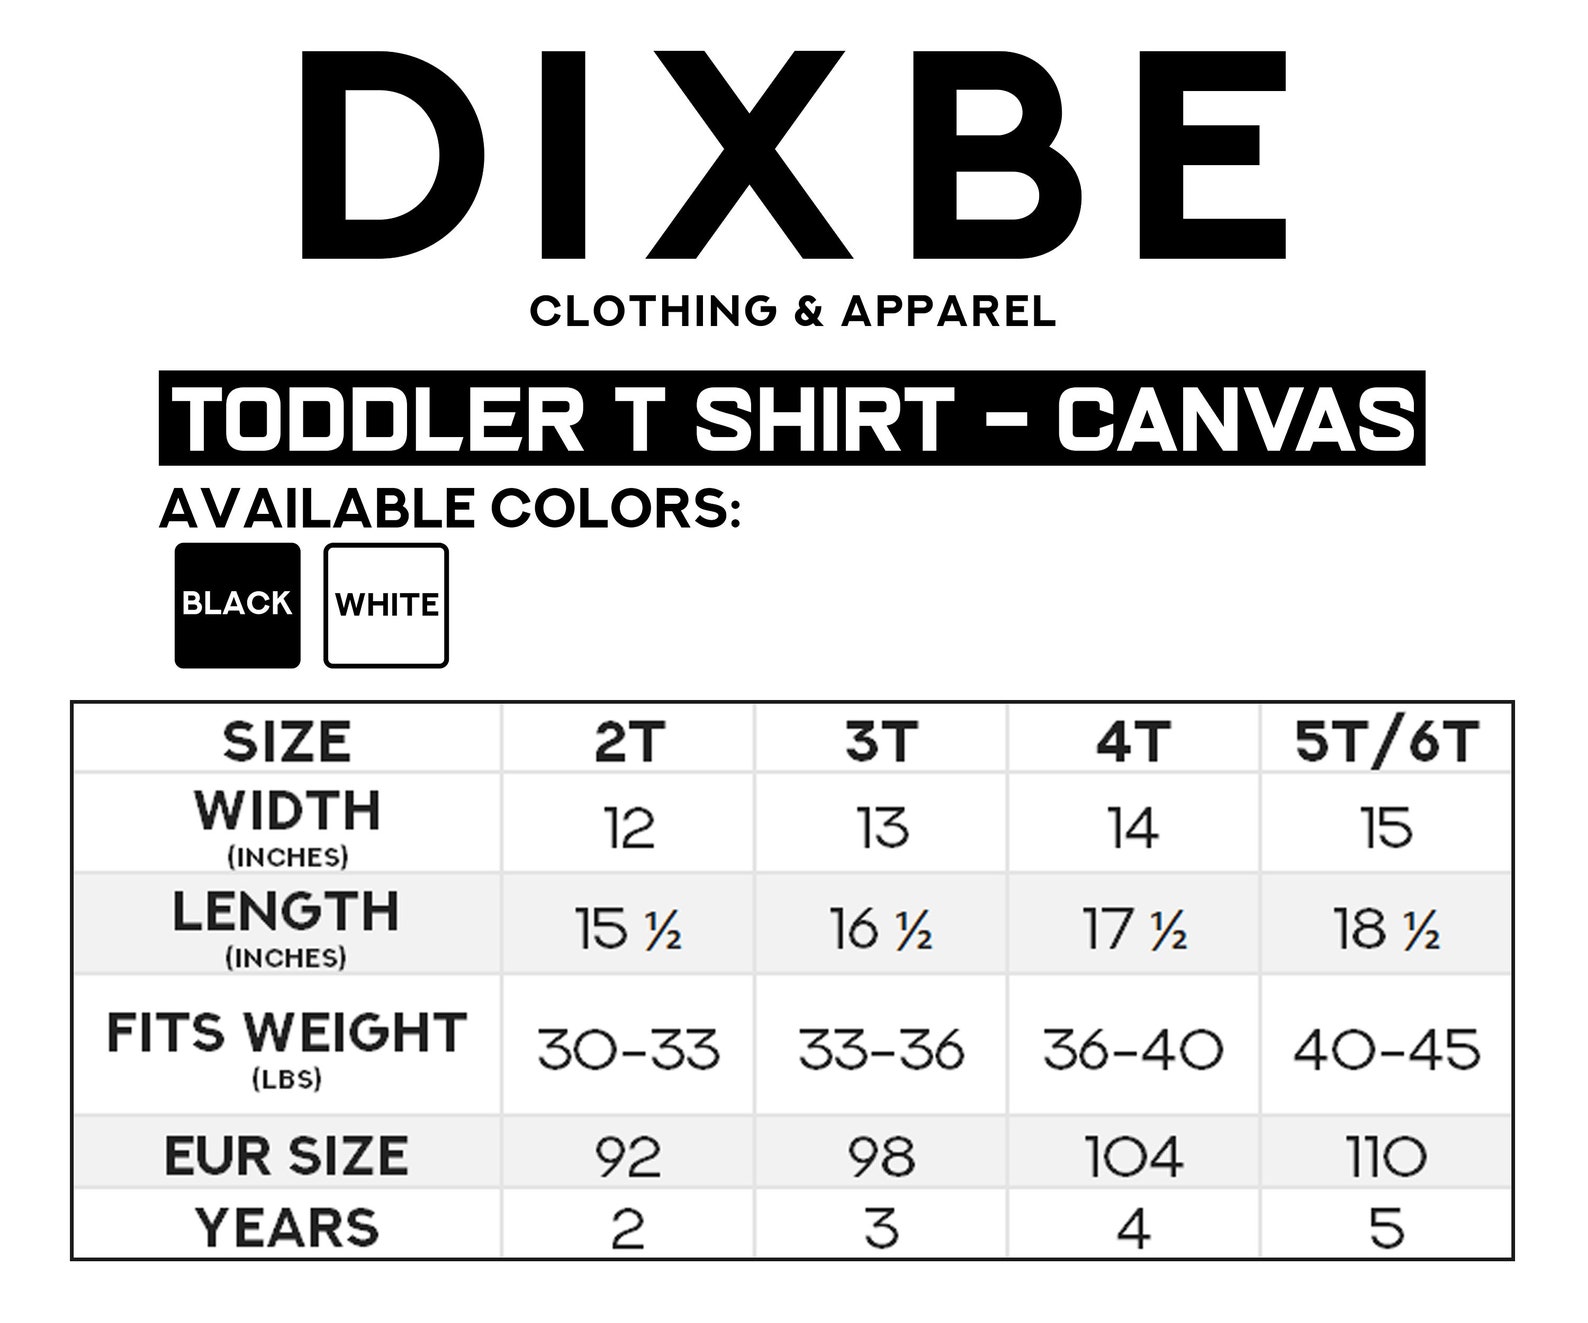 DIXBE
CLOTHING & APPAREL
TODDLER T SHIRT - CANVAS
AVAILABLE COLORS:
BLACK WHITE
SIZE 2T 3T 4T 5T/6T
WIDTH
(INCHES) 12 13 14 15
LENGTH
(INCHES) 15 ½ 16 ½ 17 ½ 18 ½
FITS WEIGHT
(LBS) 30-33 33-36 36-40 40-45
EUR SIZE 92 98 104 110
YEARS 2 3 4 5